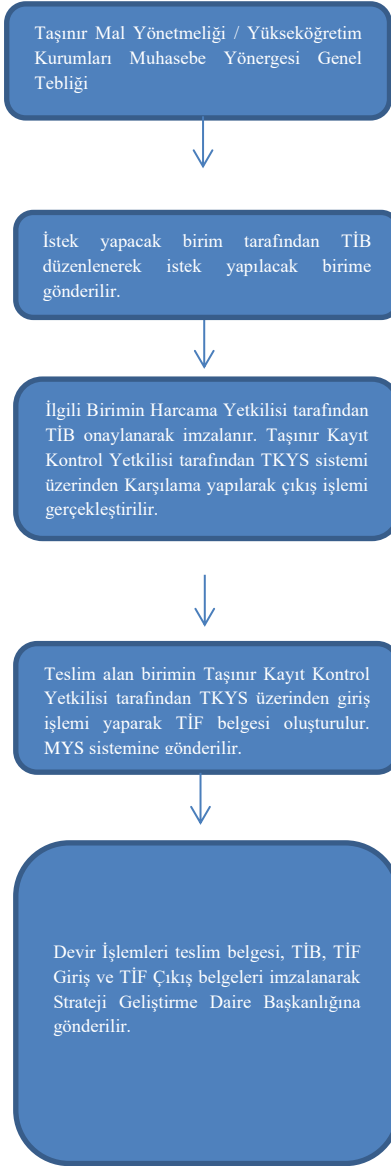 Taşınır Mal Yönetmeliği / Yükseköğretim
Kurumları Muhasebe Yönergesi Genel
Tebliği
İstek yapacak birim tarafından TİB
düzenlenerek istek yapılacak birime
gönderilir.
İlgili Birimin Harcama Yetkilisi tarafından
TİB onaylanarak imzalanır. Taşınır Kayıt
Kontrol Yetkilisi tarafından TKYS sistemi
üzerinden Karşılama yapılarak çıkış işlemi
gerçekleştirilir.
Teslim alan birimin Taşınır Kayıt Kontrol
Yetkilisi tarafından TKYS üzerinden giriş
işlemi yaparak TİF belgesi oluşturulur.
MYS sistemine gönderilir.
Devir İşlemleri teslim belgesi, TİB, TİF
Giriş ve TİF Çıkış belgeleri imzalanarak
Strateji Geliştirme Daire Başkanlığına
gönderilir.